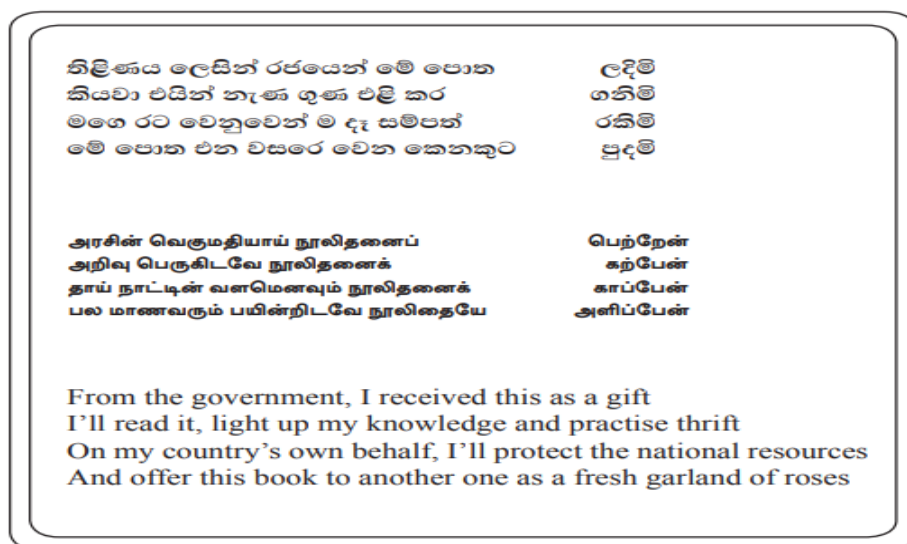 තිළිණය ලෙසින් රජයෙන් මේ පොත ලදිමි
කියවා එයින් නැණ ගුණ එළි කර ගනිමි
මගෙ රට වෙනුවෙන් ම දෑ සම්පත් රකිමි
මේ පොත එන වසරෙ වෙන කෙනකුට පුදමි
அரசின் வெகுமதியாய் நூலிதனைப் பெற்றேன்
அறிவு பெருகிடவே நூலிதனைக் கற்பேன்
தாய் நாட்டின் வளமெனவும் நூலிதனைக் காப்பேன்
பல மாணவரும் பயின்றிடவே நூலிதையே அளிப்பேன்
From the government, I received this as a gift
I’ll read it, light up my knowledge and practise thrift
On my country’s own behalf, I’ll protect the national resources
And offer this book to another one as a fresh garland of roses